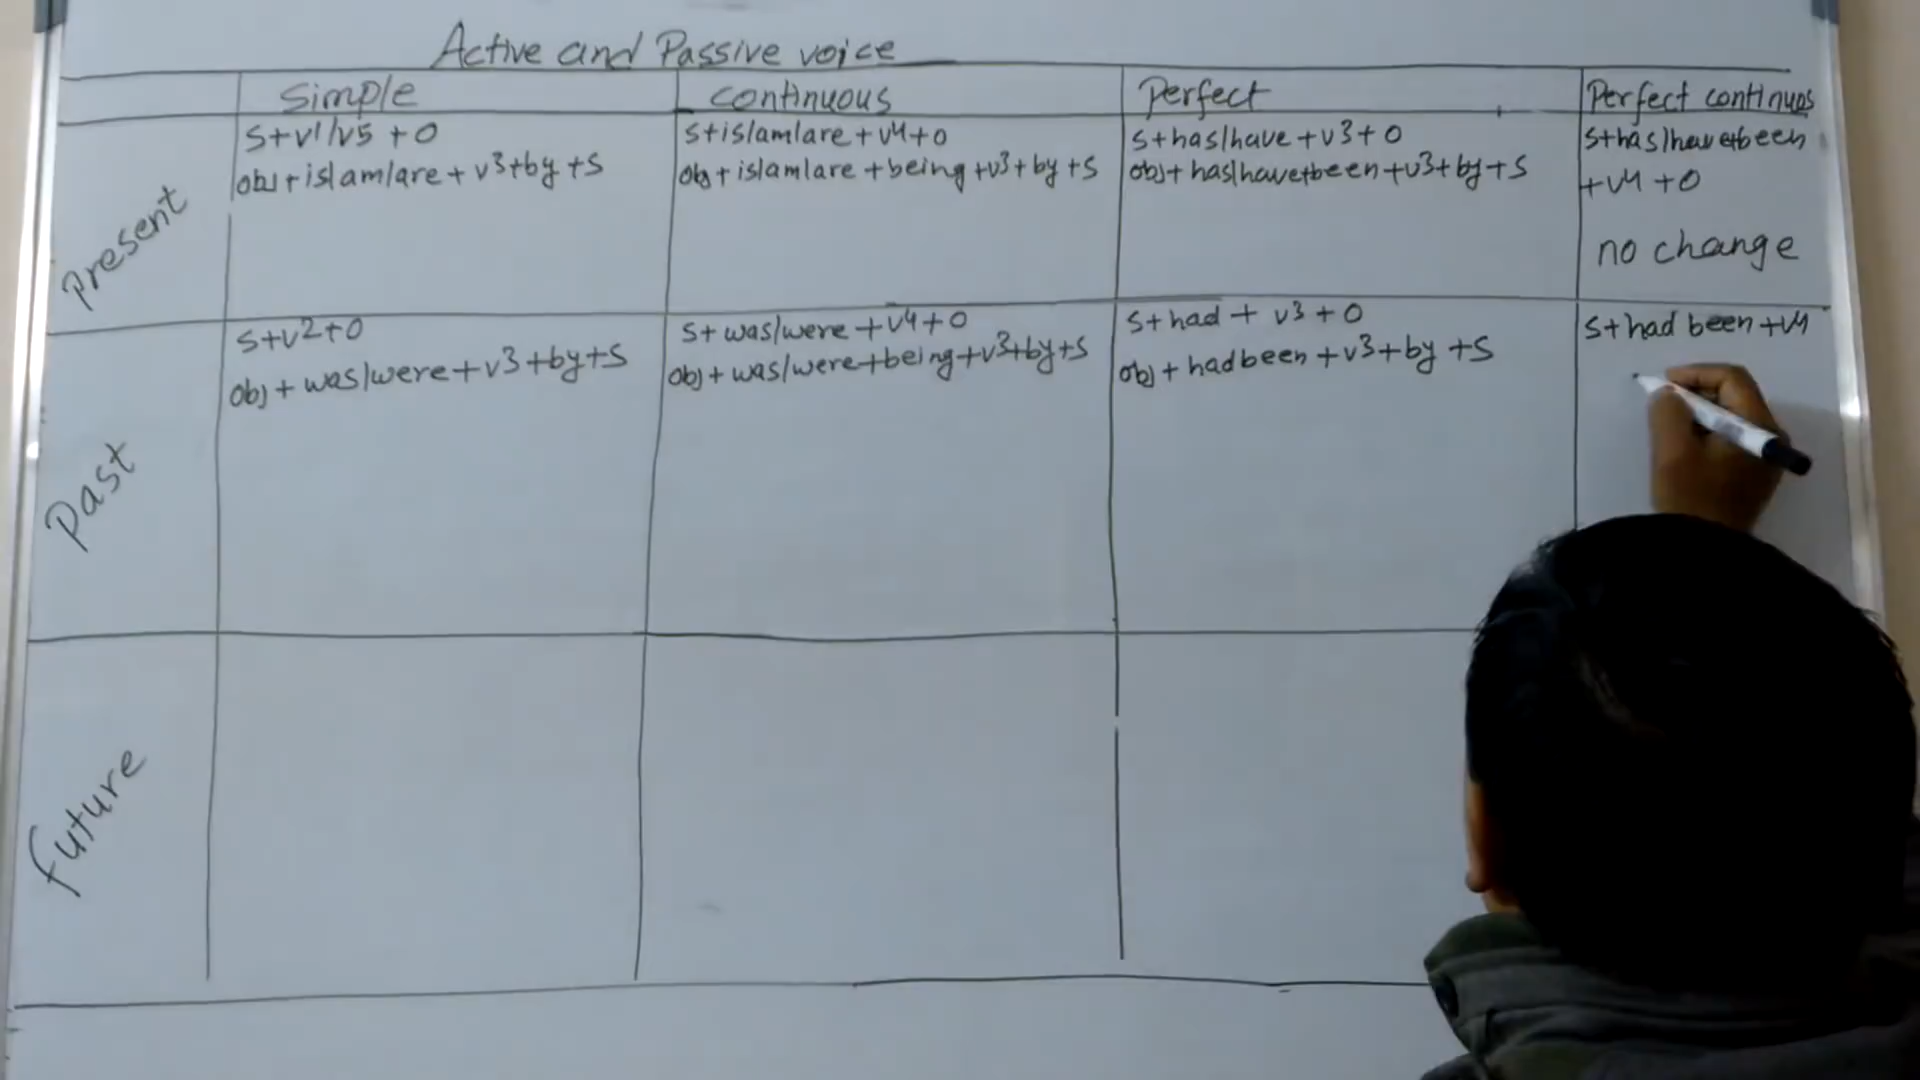 Active and Passive voice
Simple
continuous
Perfect
Perfect continuos
Present
S+v1/v5 +O
obj+is/am/are+v3+by+S
S+is/am/are+v4+O
obj+is/am/are+being+v3+by+S
S+has/have+v3+O
obj+has/have+been+v3+by+S
S+has/have+been
+v4+O
no change
Past
S+v2+O
obj+was/were+v3+by+S
S+was/were+v4+O
obj+was/were+being+v3+by+S
S+had+v3+O
obj+had been+v3+by+S
S+had been+v4
Future